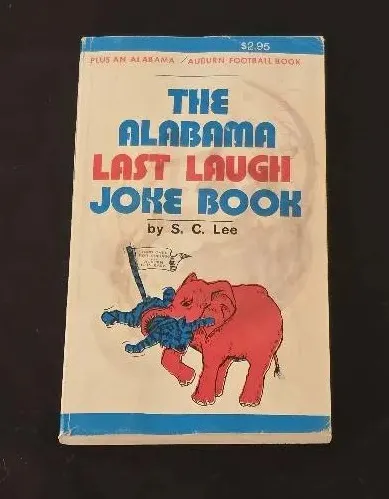 $2.95
PLUS AN ALABAMA / AUBURN FOOTBALL BOOK
THE
ALABAMA
LAST LAUGH
JOKE BOOK
by S. C. Lee